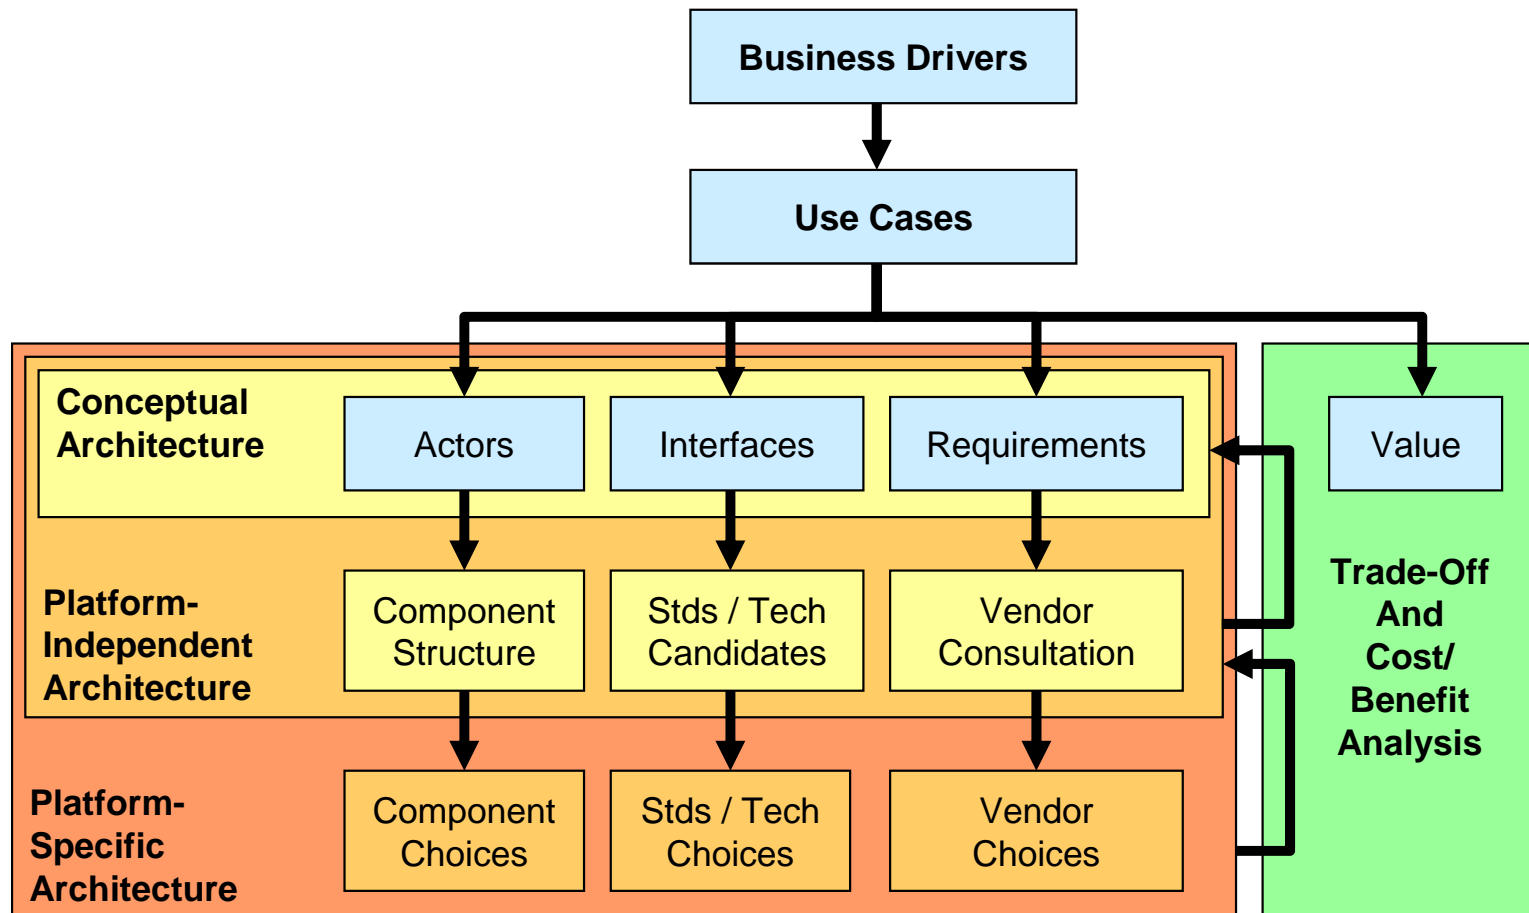 Business Drivers
Use Cases
Conceptual
Architecture
Actors
Interfaces
Requirements
Value
Platform-
Independent
Architecture
Component
Structure
Stds / Tech
Candidates
Vendor
Consultation
Trade-Off
And
Cost/
Benefit
Analysis
Platform-
Specific
Architecture
Component
Choices
Stds / Tech
Choices
Vendor
Choices